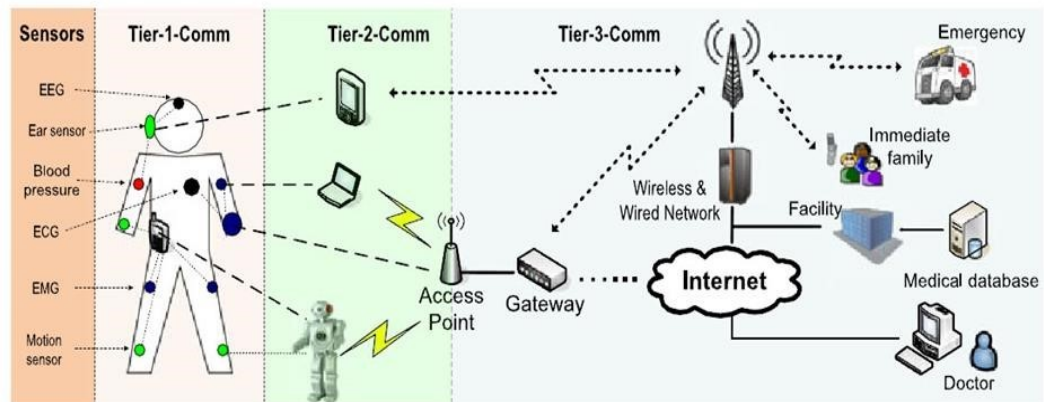 Sensors
Tier-1-Comm
Tier-2-Comm
Tier-3-Comm
Emergency
EEG
Ear sensor
Blood
pressure
ECG
EMG
Motion
sensor
Immediate
family
Wireless &
Wired Network
Facility
Medical database
Internet
Access
Point
Gateway
Doctor